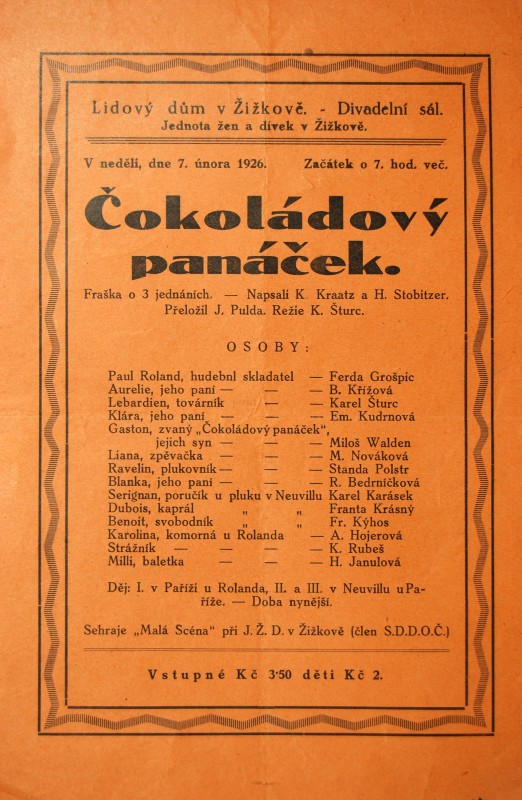 Lidový dům v Žižkově. - Divadelní sál.
Jednota žen a dívek v Žižkově.
V neděli, dne 7. února 1926. Začátek o 7. hod. več.
Čokoládový
panáček.
Fraška o 3 jednáních. — Napsali K. Kraatz a H. Stobitzer.
Přeložil J. Pulda. Režie K. Šturc.
OSOBY:
Paul Roland, hudebnI skladatel — Ferda Grošpic
Aurelie, jeho paní — — — B. Křížová
Lebardien, továrník — — Karel Šturc
Klára, jeho paní — — — Em. Kudrnová
Gaston, zvaný „Čokoládový panáček",
jejich syn — — — Miloš Walden
Liana, zpěvačka — — — M. Nováková
Ravelin, plukovník — — — Standa Polstr
Blanka, jeho paní — — — R. Bedrníčková
Serignan, poručík u pluku v Neuvillu Karel Karásek
Dubois, kaprál „ „ Franta Krásný
Benoit, svobodník „ „ Fr. Kýhos
Karolina, komorná u Rolanda — A. Hojerová
Strážník — — — — K. Rubeš
Milli, baletka — — — H. Janulová
Děj: I. v Paříži u Rolanda, II. a III. v Neuvillu u Pa-
říže. — Doba nynější.
Sehraje „Malá Scéna" při J. Ž. D. v Žižkově (člen S.D.D.O.Č.)
Vstupné Kč 3·50 děti Kč 2.